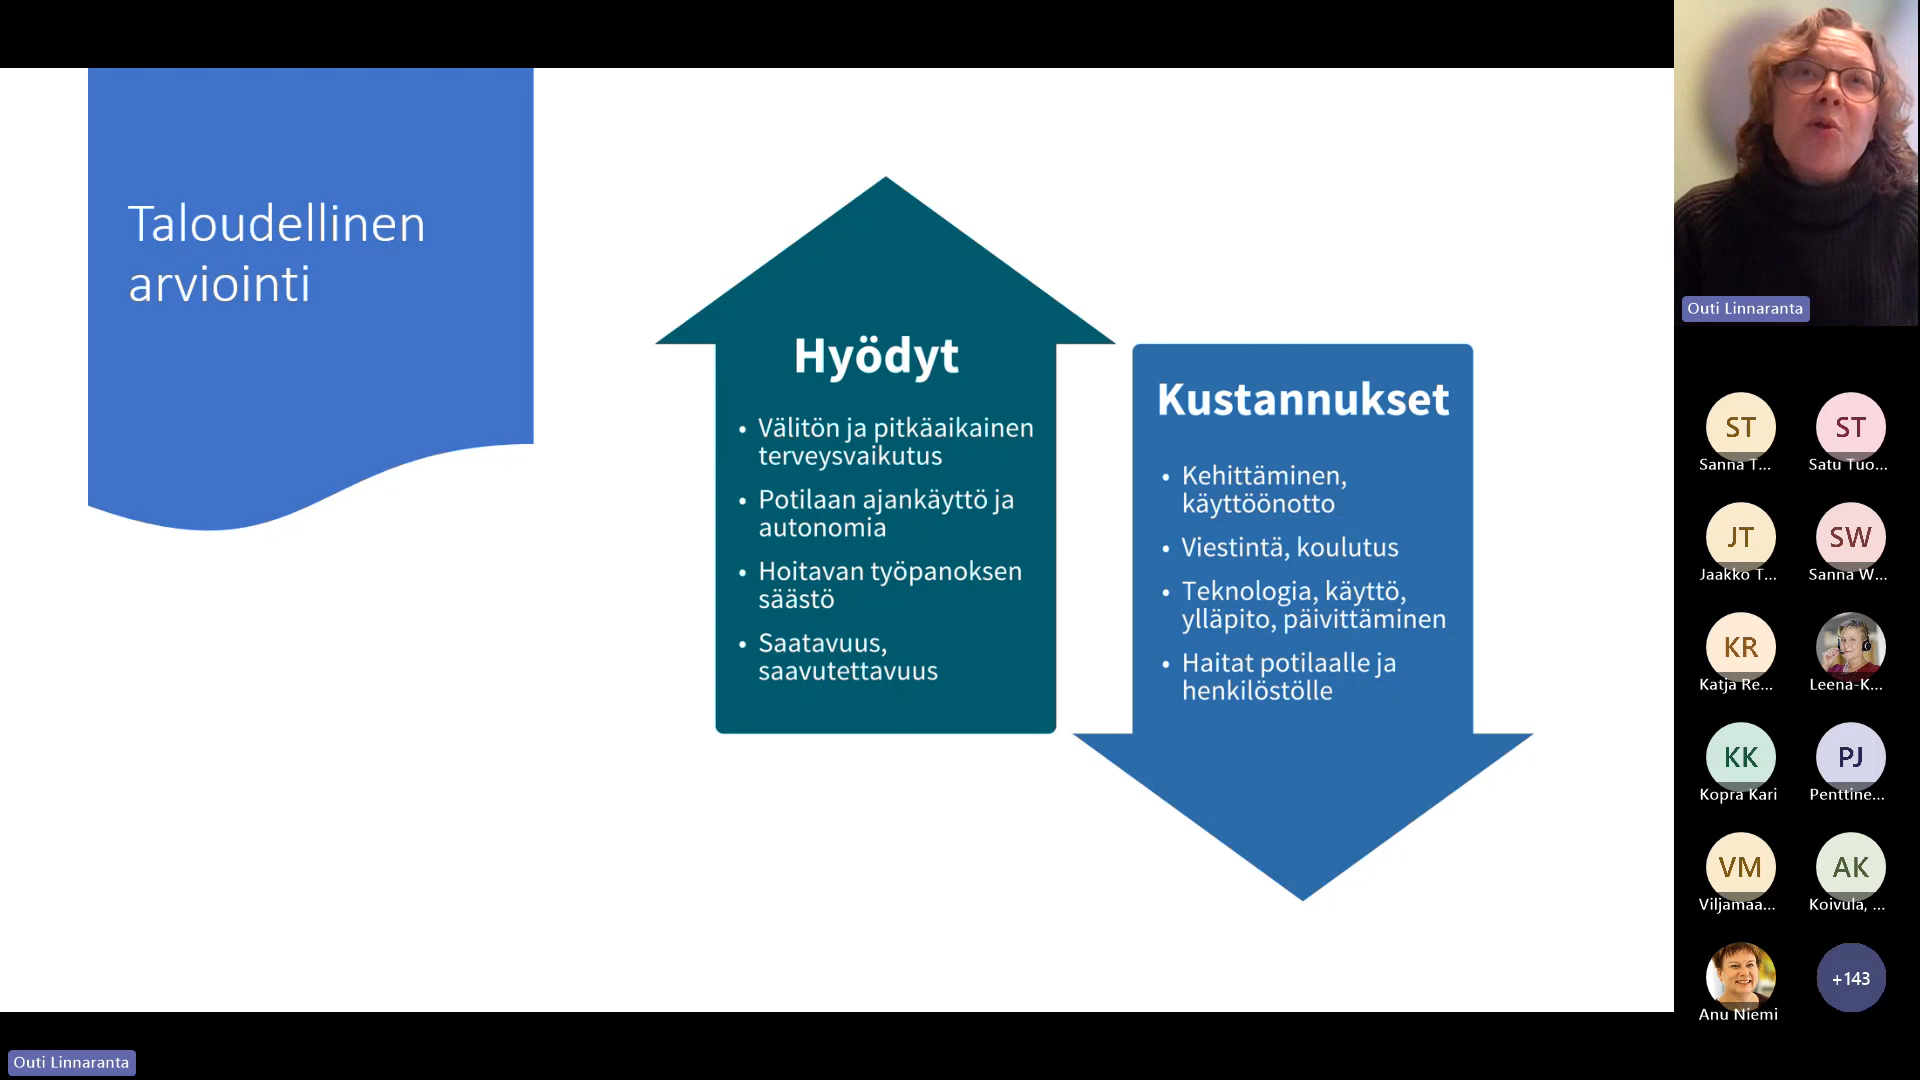 Taloudellinen
arviointi
Hyödyt
• Välitön ja pitkäaikainen
terveysvaikutus
• Potilaan ajankäyttö ja
autonomia
• Hoitavan työpanoksen
säästö
• Saatavuus,
saavutettavuus
Kustannukset
• Kehittäminen,
käyttöönotto
• Viestintä, koulutus
• Teknologia, käyttö,
ylläpito, päivittäminen
• Haitat potilaalle ja
henkilöstölle
Outi Linnaranta
ST
Sanna T...
ST
Satu Tuo...
JT
Jaakko T...
SW
Sanna W...
KR
Katja Re...
Leena-K...
KK
Kopra Kari
PJ
Penttine...
VM
Viljamaa...
AK
Koivula, ...
Anu Niemi
+143
Outi Linnaranta